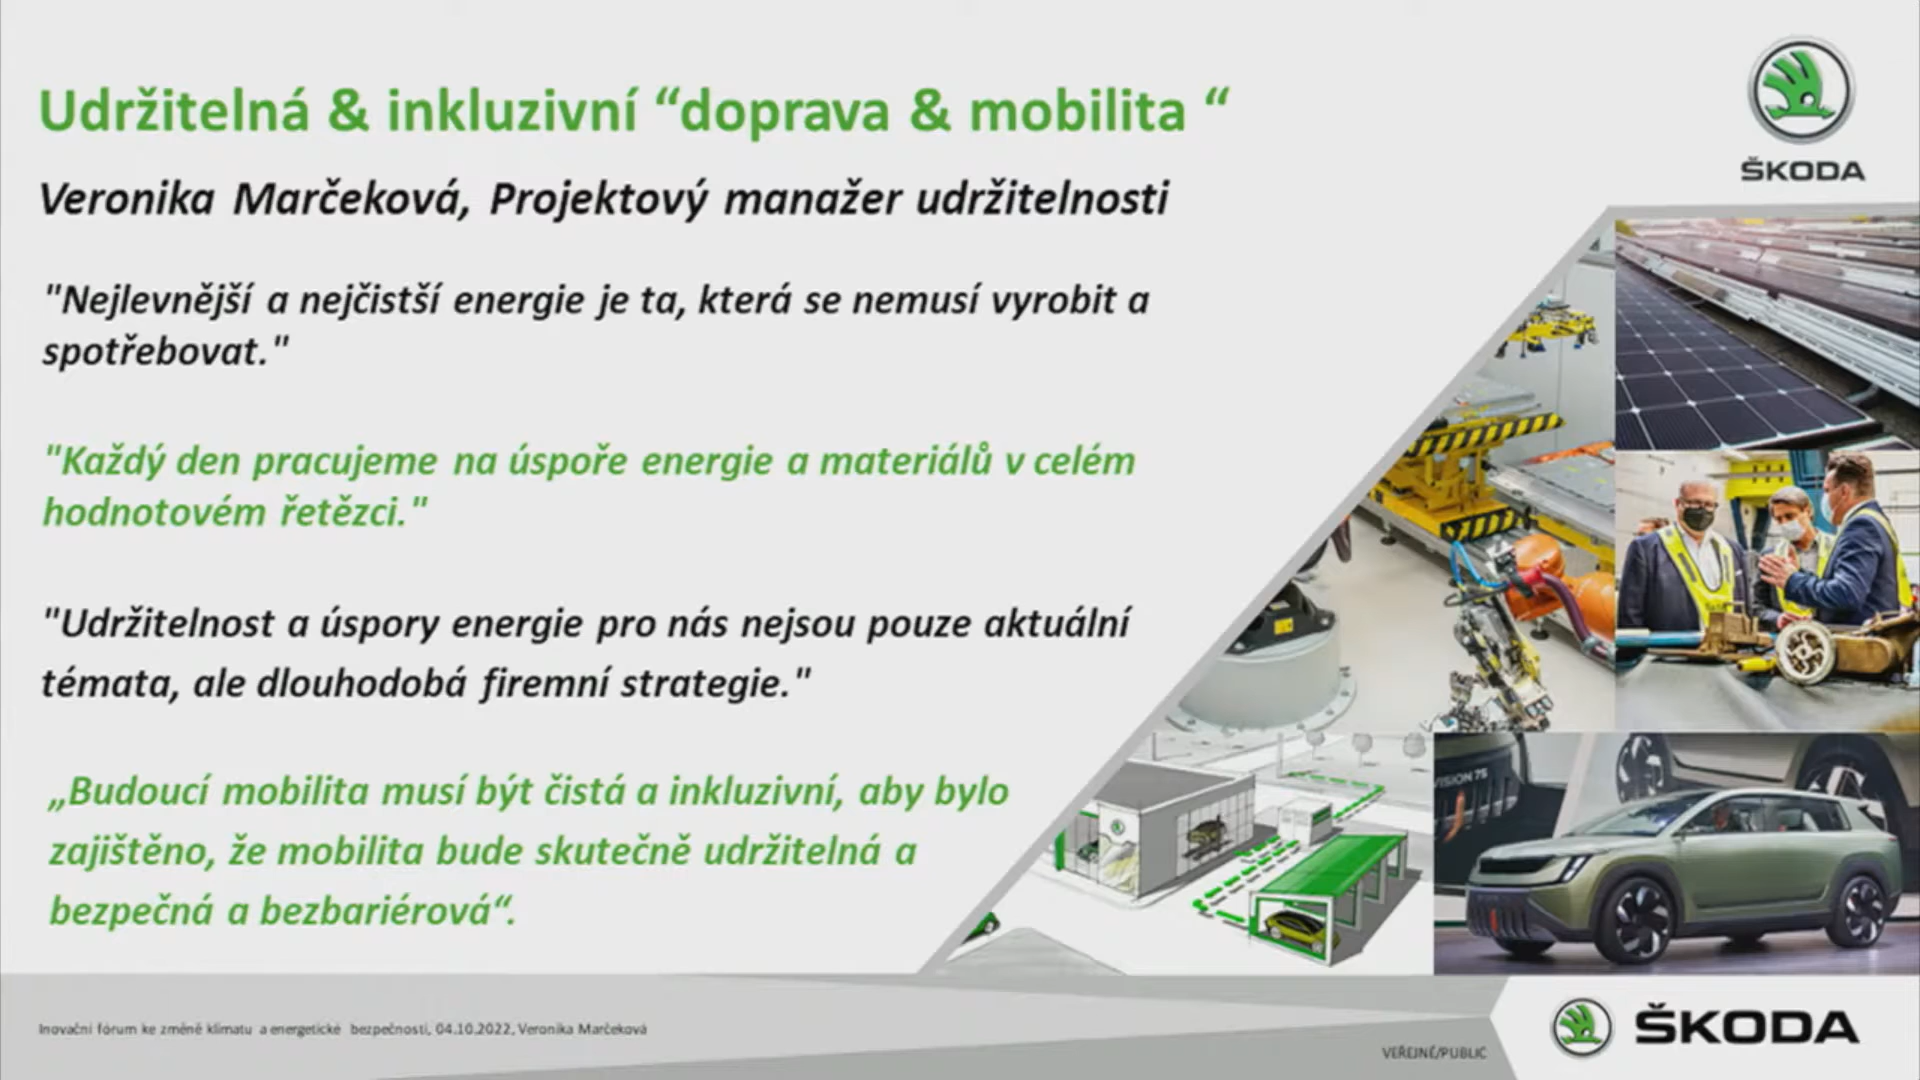 Udržitelná & inkluzivní “doprava & mobilita “
ŠKODA
Veronika Marčeková, Projektový manažer udržitelnosti
"Nejlevnější a nejčistší energie je ta, která se nemusí vyrobit a
spotřebovat."
"Každý den pracujeme na úspoře energie a materiálů v celém
hodnotovém řetězci."
"Udržitelnost a úspory energie pro nás nejsou pouze aktuální
témata, ale dlouhodobá firemní strategie."
„Budoucí mobilita musí být čistá a inkluzivní, aby bylo
zajištěno, že mobilita bude skutečně udržitelná a
bezpečná a bezbariérová“.
VISION 7S
Inovační fórum ke změně klimatu a energetické bezpečnosti, 04.10.2022, Veronika Marčeková
VEŘEJNÉ/PUBLIC
ŠKODA